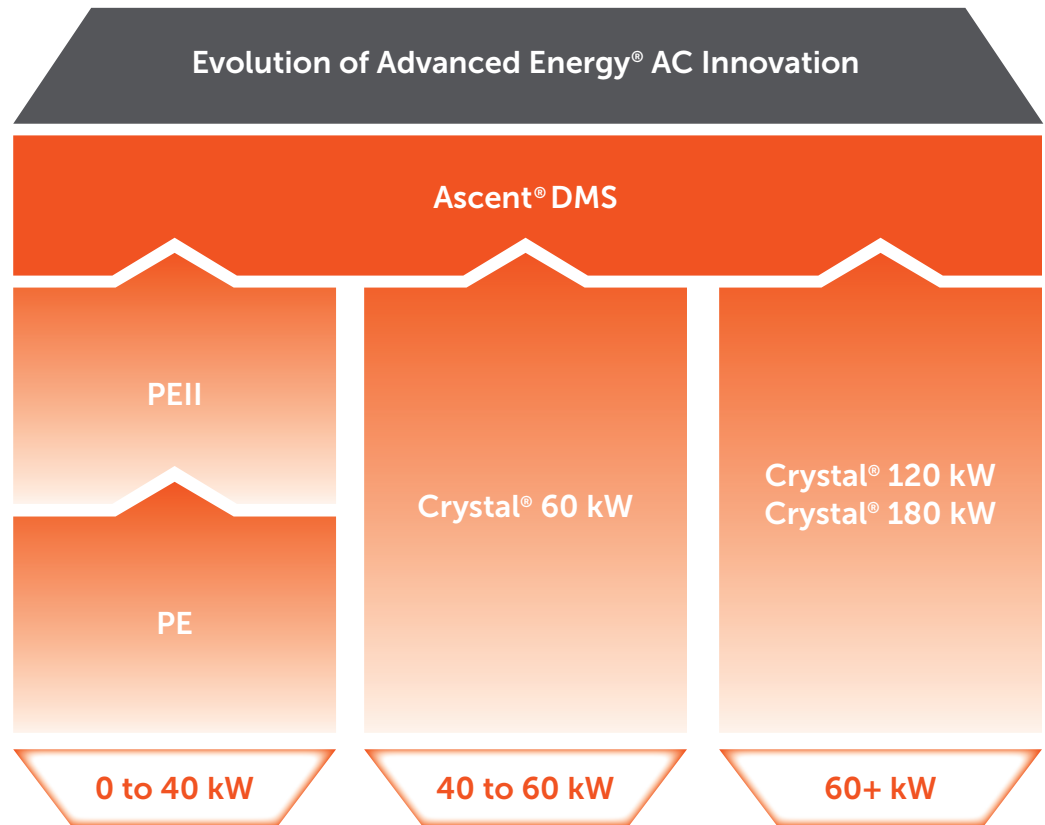 Evolution of Advanced Energy® AC Innovation
Ascent® DMS
PEII
PE
Crystal® 60 kW
Crystal® 120 kW
Crystal® 180 kW
0 to 40 kW
40 to 60 kW
60+ kW